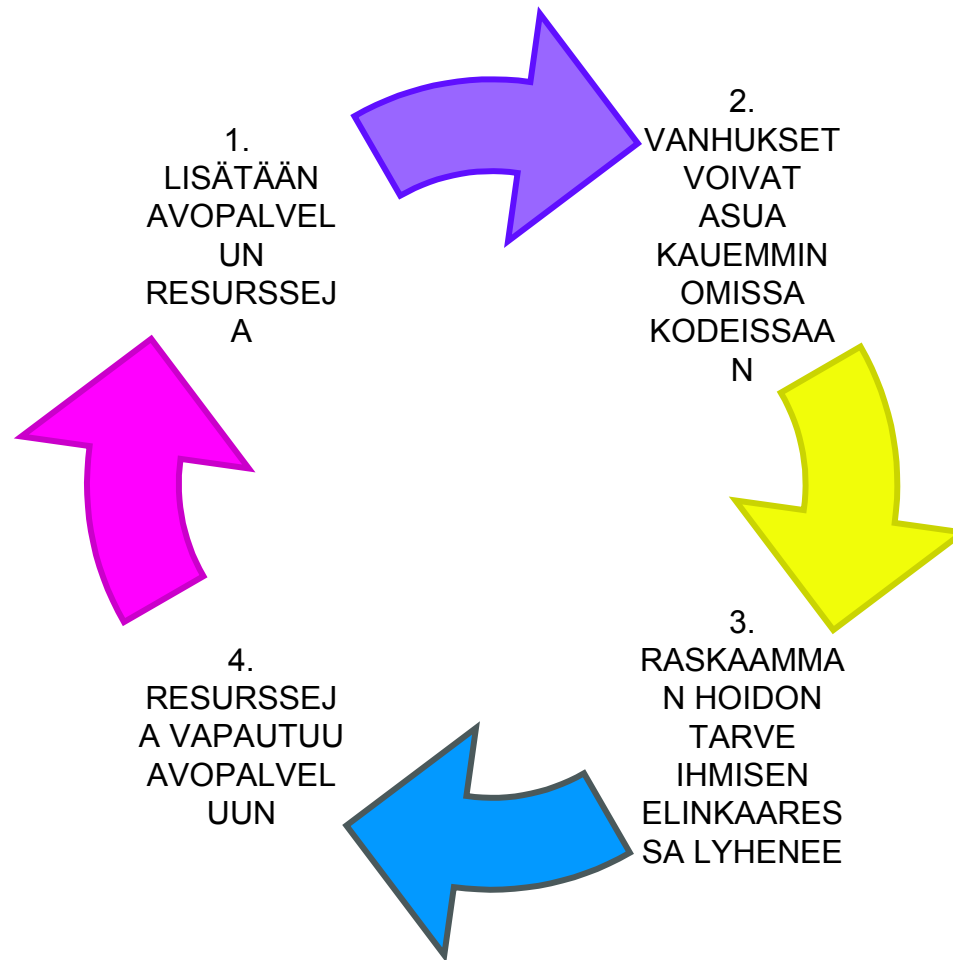 1.
LISÄTÄÄN
AVOPALVEL
UN
RESURSSEJ
A
2.
VANHUKSET
VOIVAT
ASUA
KAUEMMIN
OMISSA
KODEISSAA
N
3.
RASKAAMMA
N HOIDON
TARVE
IHMISEN
ELINKAARES
SA LYHENEE
4.
RESURSSEJ
A VAPAUTUU
AVOPALVEL
UUN